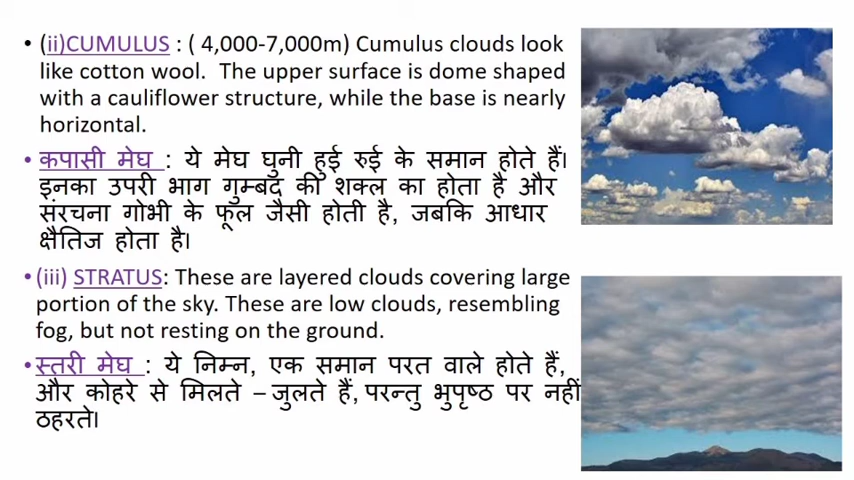 • (ii)CUMULUS : ( 4,000-7,000m) Cumulus clouds look
like cotton wool. The upper surface is dome shaped
with a cauliflower structure, while the base is nearly
horizontal.
• कपासी मेघ : ये मेघ घुनी हुई रुई के समान होते हैं।
इनका उपरी भाग गुम्बद की शक्ल का होता है और
संरचना गोभी के फूल जैसी होती है, जबकि आधार
क्षैतिज होता है।
• (iii) STRATUS: These are layered clouds covering large
portion of the sky. These are low clouds, resembling
fog, but not resting on the ground.
• स्तरी मेघ : ये निम्न, एक समान परत वाले होते हैं,
और कोहरे से मिलते – जुलते हैं, परन्तु भुपृष्ठ पर नहीं
ठहरते।